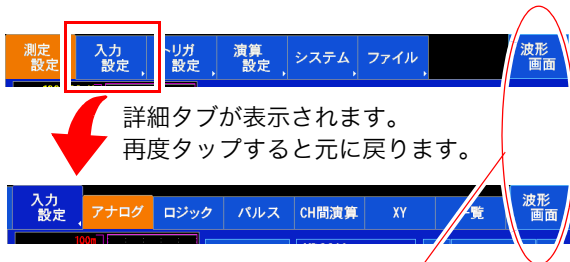 測定
設定
入力
設定
トリガ
設定
演算
設定
システム
ファイル
波形
画面
詳細タブが表示されます。
再度タップすると元に戻ります。
入力
設定
アナログ
ロジック
パルス
CH間演算
XY
一覧
波形
画面
100m